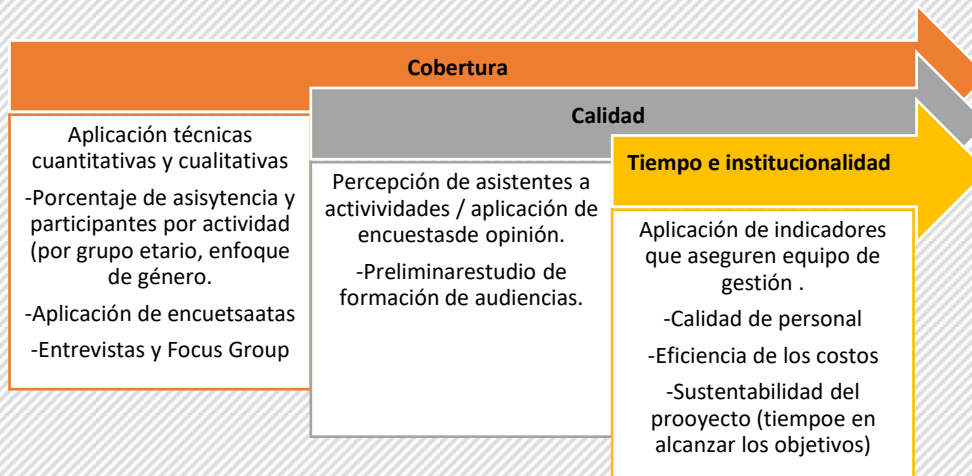 Cobertura
Aplicación técnicas
cuantitativas y cualitativas
-Porcentaje de asisytencia y
participantes por actividad
(por grupo etario, enfoque
de género.
-Aplicación de encuetsaatas
-Entrevistas y Focus Group
Calidad
Percepción de asistentes a
activividades / aplicación de
encuestasde opinión.
-Preliminarestudio de
formación de audiencias.
Tiempo e institucionalidad
Aplicación de indicadores
que aseguren equipo de
gestión .
-Calidad de personal
-Eficiencia de los costos
-Sustentabilidad del
prooyecto (tiempoe en
alcanzar los objetivos)